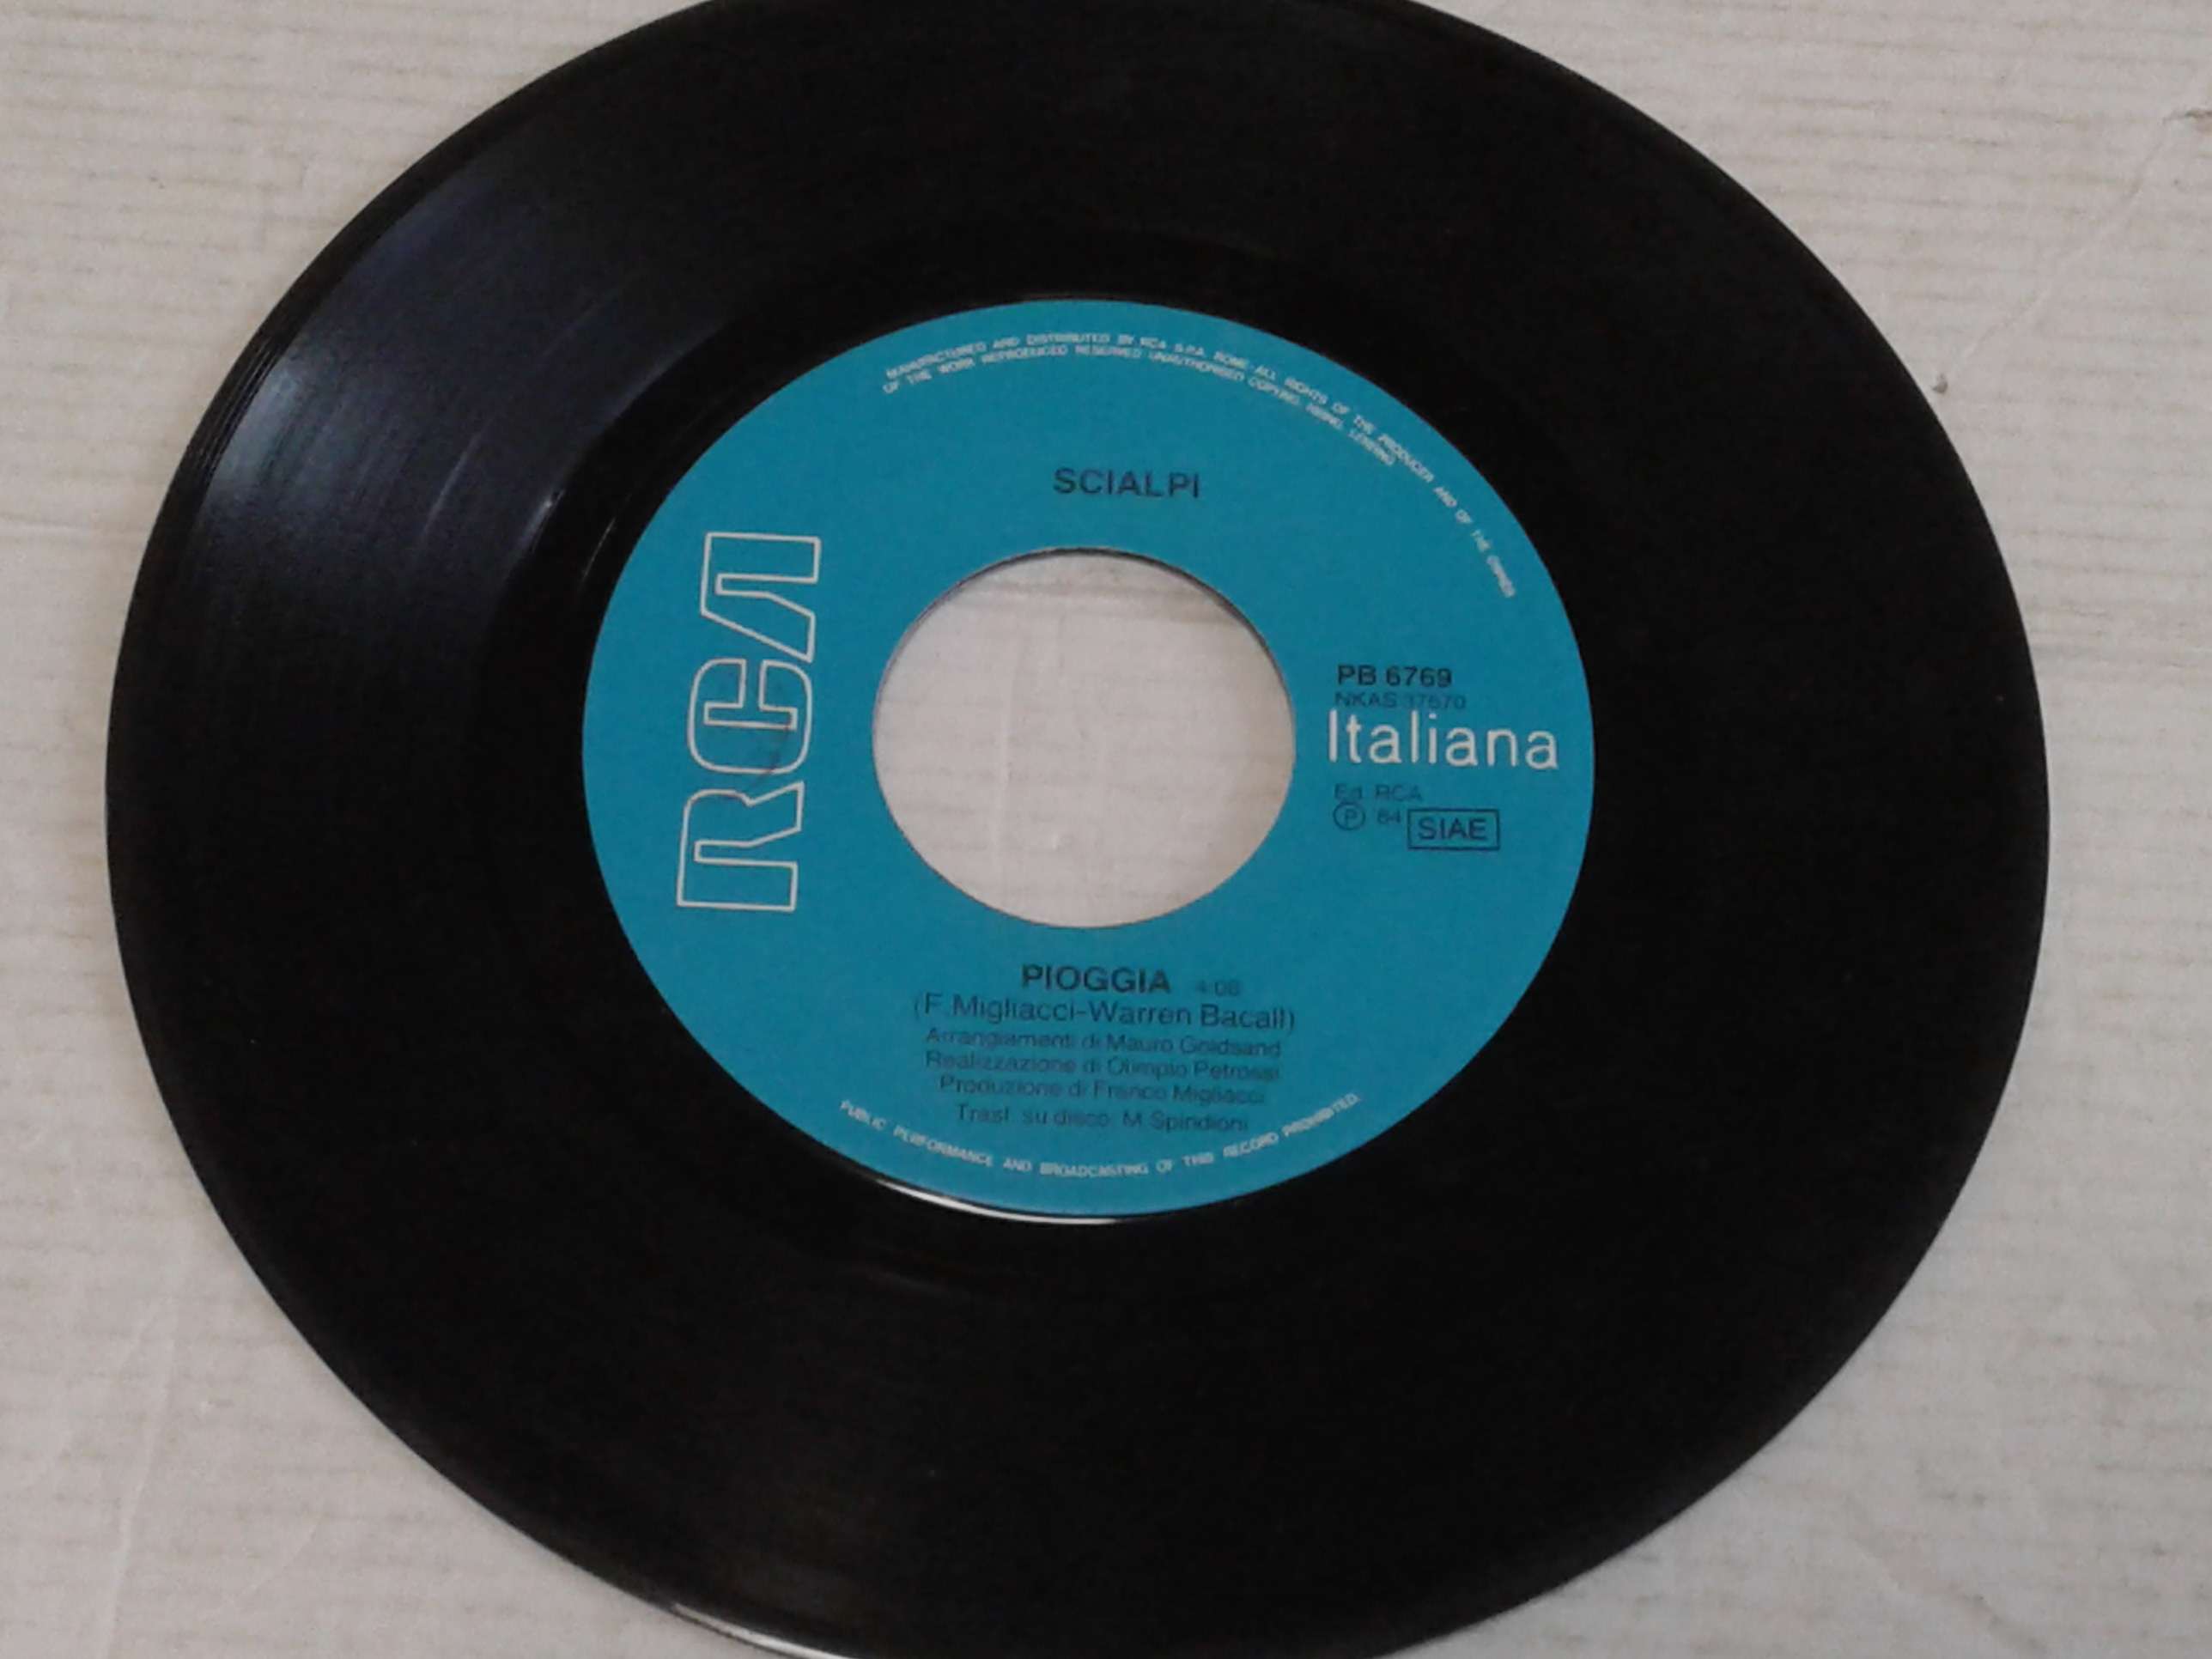 MANUFACTURED AND DISTRIBUTED BY RCA S.P.A. ROME-ALL RIGHTS OF THE PRODUCER AND OF THE OWNER
OF THE WORK REPRODUCED RESERVED UNAUTHORISED COPYING, HIRING, LENDING
SCIALPI
RCA
PB 6769
NKAS 37670
Italiana
Ed. RCA
Ⓟ 84 SIAE
PIOGGIA 4:08
(F. Migliacci-Warren Bacall)
Arrangiamenti di Mauro Goldsand
Realizzazione di Olimpio Petrossi
Produzione di Franco Migliacci
Trasf. su disco: M. Spindioni
PUBLIC PERFORMANCE AND BROADCASTING OF THIS RECORD PROHIBITED.